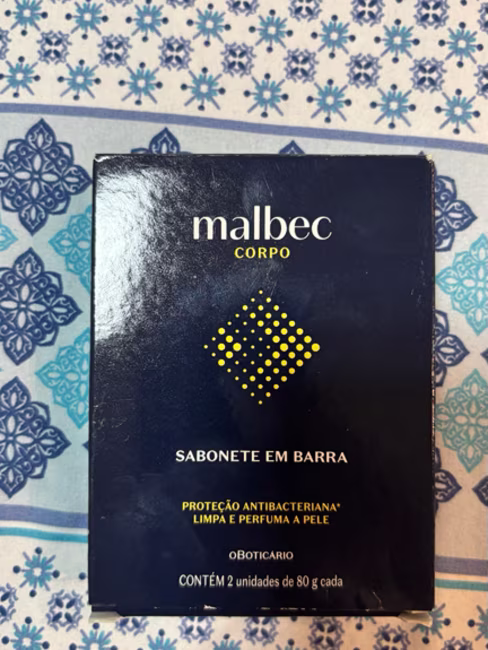 malbec
CORPO
SABONETE EM BARRA
PROTEÇÃO ANTIBACTERIANA*
LIMPA E PERFUMA A PELE
OBOTICÁRIO
CONTÉM 2 unidades de 80 g cada